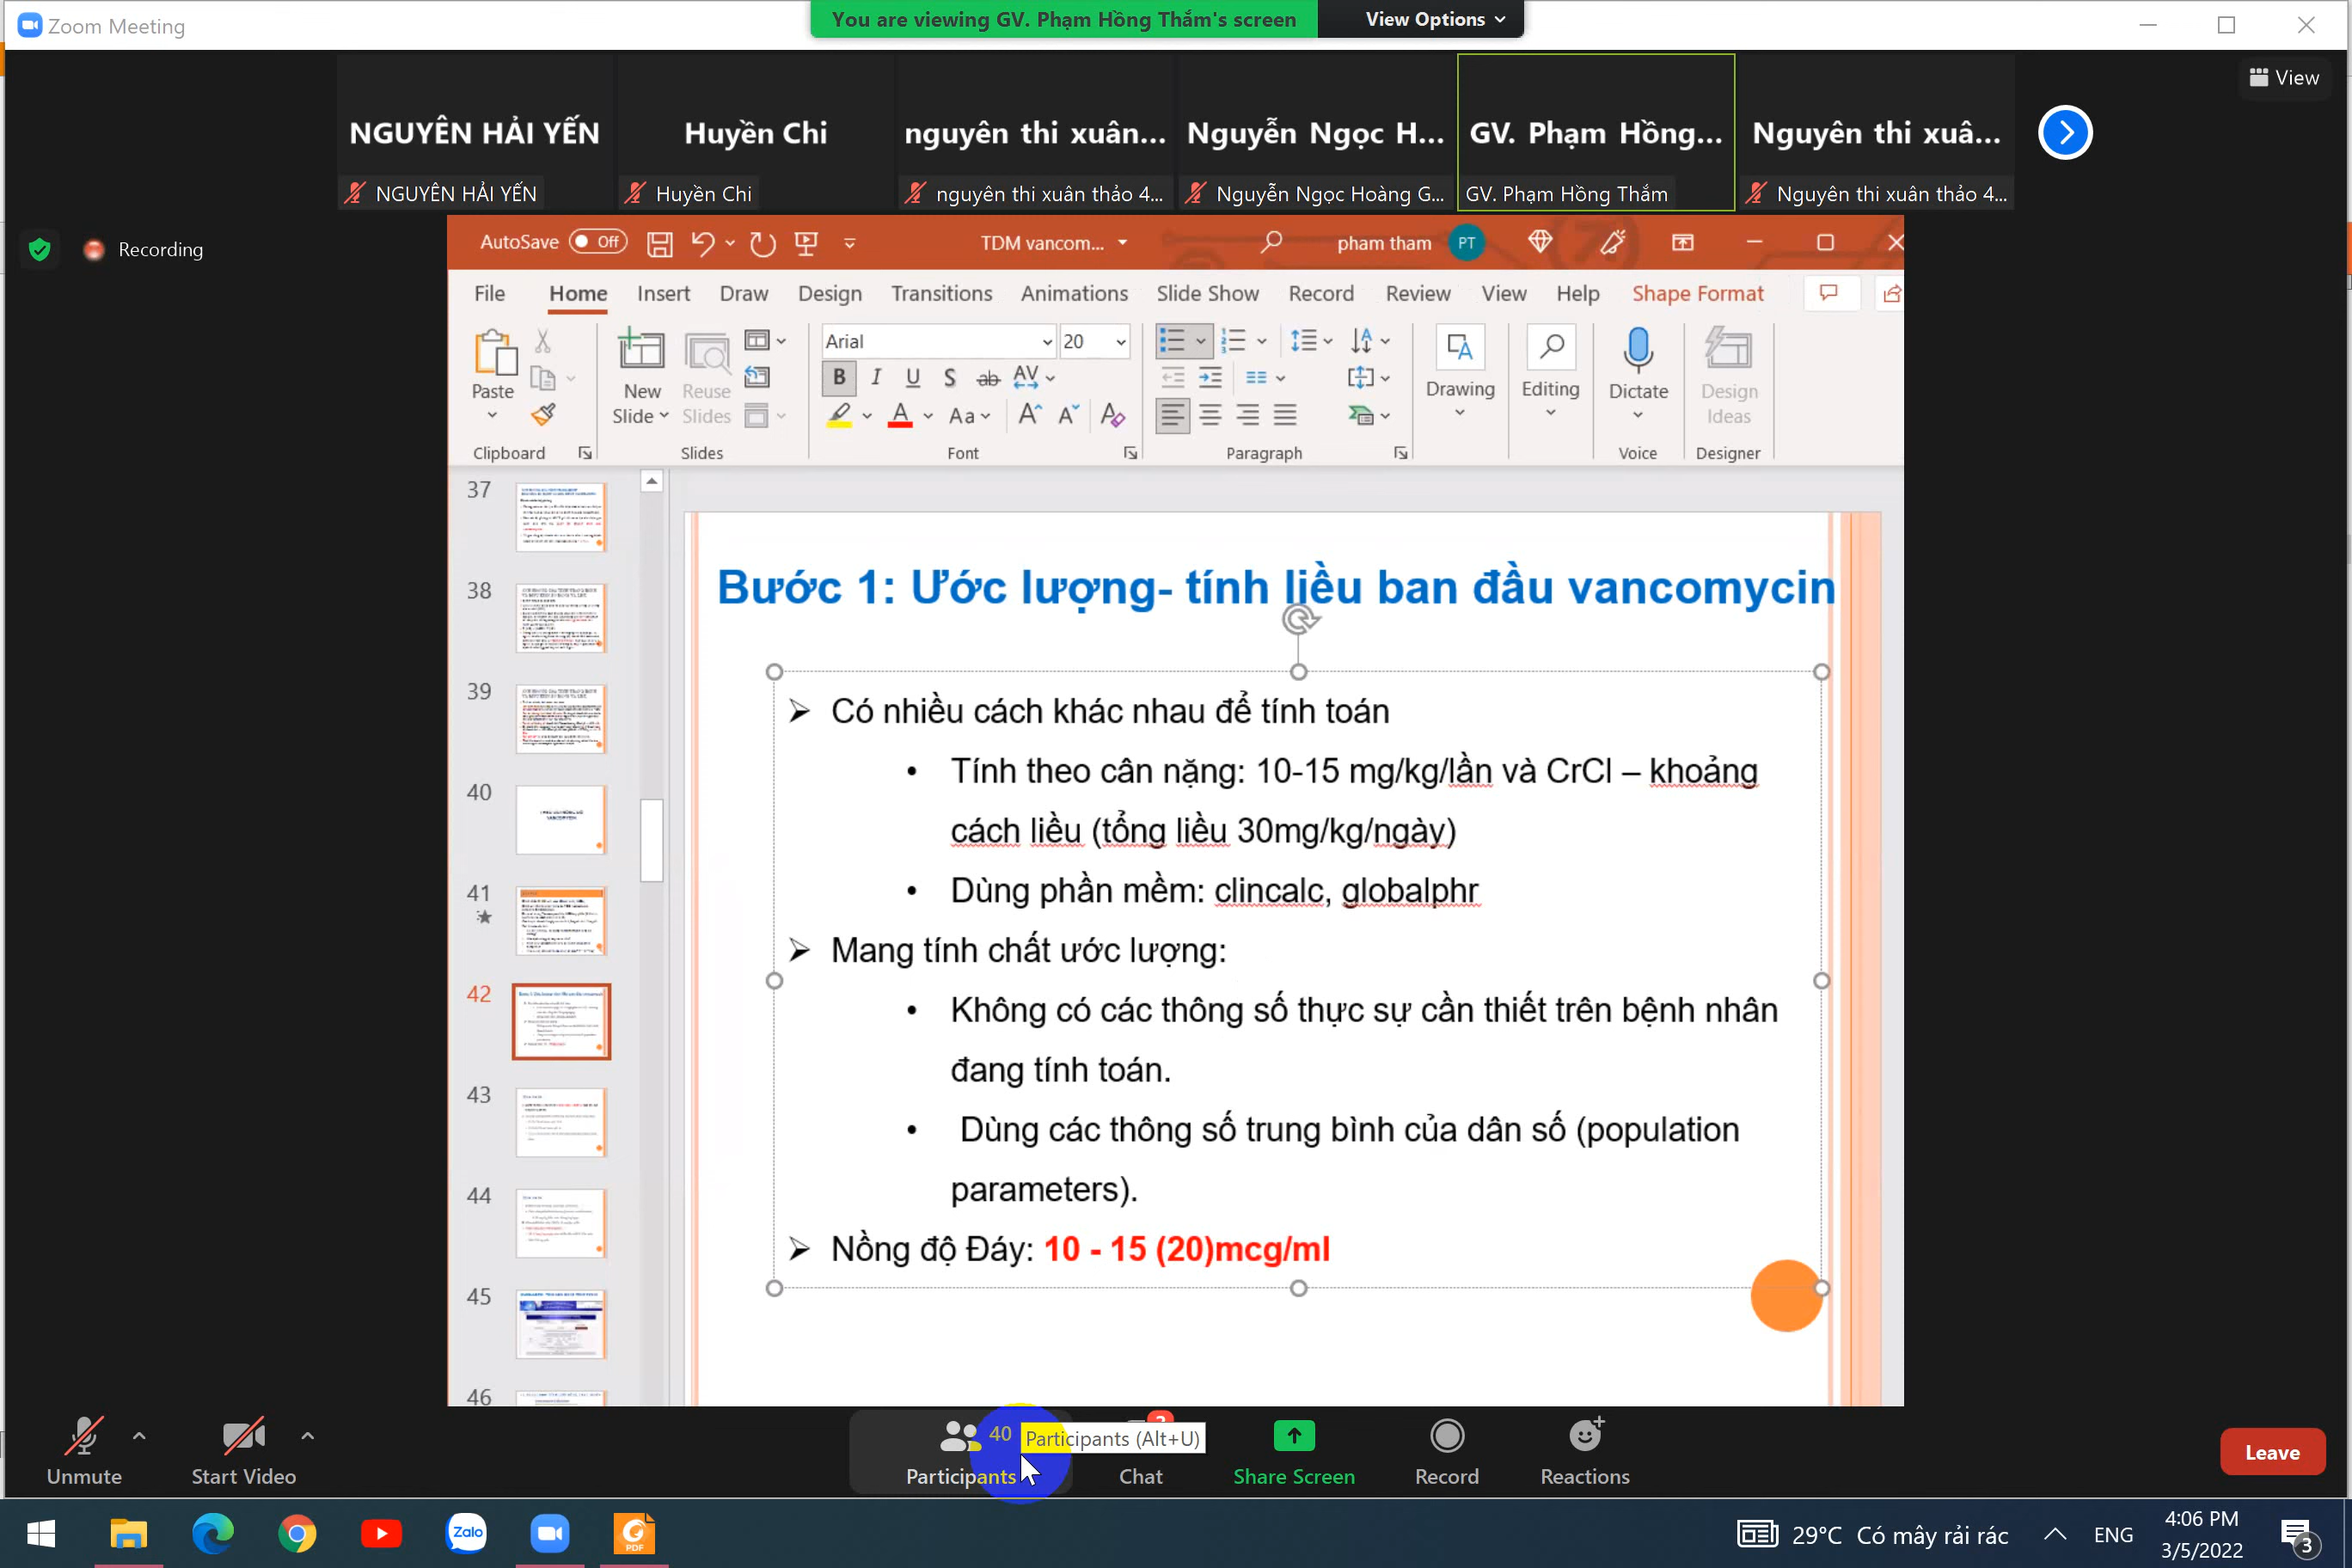 Zoom Meeting
You are viewing GV. Phạm Hồng Thắm's screen
View Options
View
NGUYÊN HẢI YẾN
Huyền Chi
nguyên thi xuân...
Nguyễn Ngọc H...
GV. Phạm Hồng...
Nguyên thi xuâ...
NGUYÊN HẢI YẾN
Huyền Chi
nguyên thi xuân thảo 4...
Nguyễn Ngọc Hoàng G...
GV. Phạm Hồng Thắm
Nguyên thi xuân thảo 4...
Recording
AutoSave Off
TDM vancom...
pham tham PT
File Home Insert Draw Design Transitions Animations Slide Show Record Review View Help Shape Format
Arial 20
Paste
New Slide
Reuse Slides
B I U S ab AV
A Aa A A A
Drawing
Editing
Dictate
Design Ideas
Clipboard Slides Font Paragraph Voice Designer
37
38
39
40
41
42
43
44
45
46
Bước 1: Ước lượng- tính liều ban đầu vancomycin
➢ Có nhiều cách khác nhau để tính toán
• Tính theo cân nặng: 10-15 mg/kg/lần và CrCl – khoảng
cách liều (tổng liều 30mg/kg/ngày)
• Dùng phần mềm: clincalc, globalphr
➢ Mang tính chất ước lượng:
• Không có các thông số thực sự cần thiết trên bệnh nhân
đang tính toán.
• Dùng các thông số trung bình của dân số (population
parameters).
➢ Nồng độ Đáy: 10 - 15 (20)mcg/ml
Unmute
Start Video
40
Participants
Participants (Alt+U)
Chat
Share Screen
Record
Reactions
Leave
Zalo
PDF
29°C Có mây rải rác
ENG
4:06 PM
3/5/2022
3